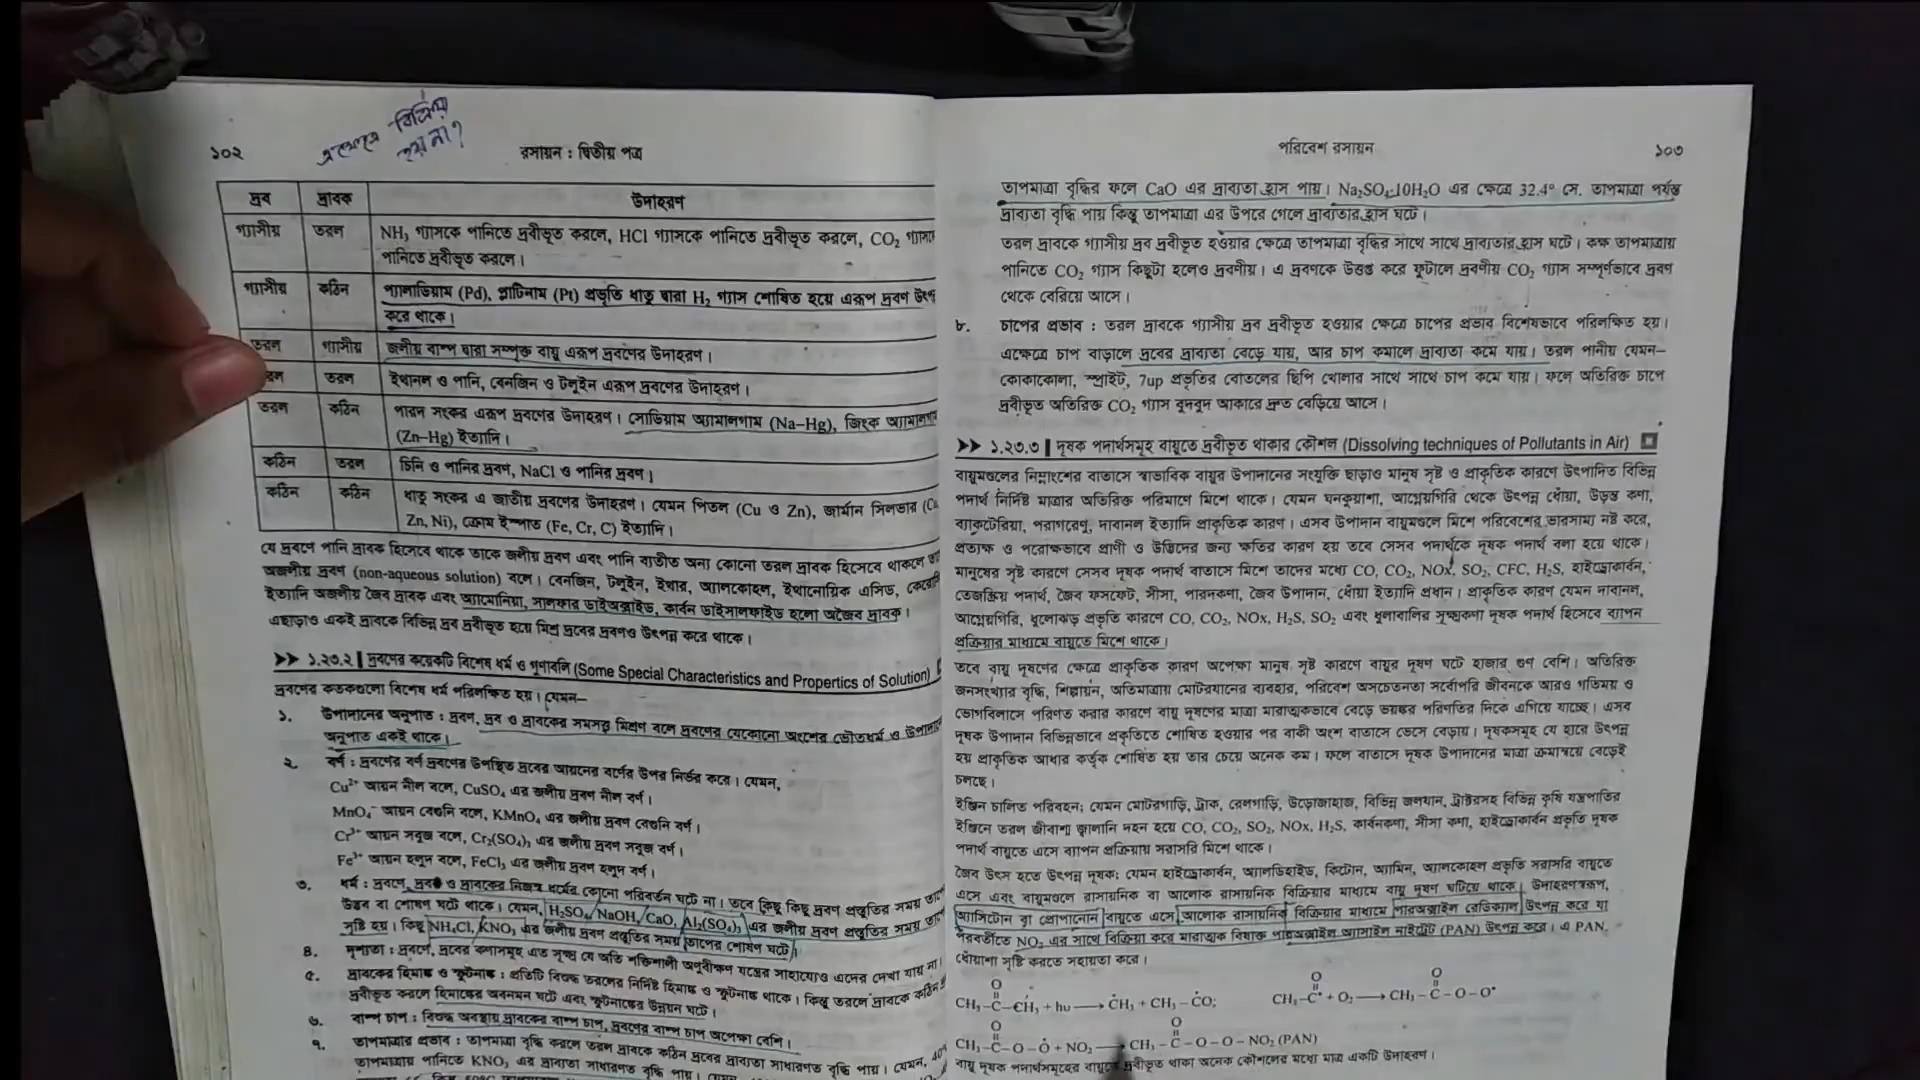 এক্ষেত্রে বিক্রিয়া
হয় না?
১০২
রসায়ন : দ্বিতীয় পত্র
দ্রব দ্রাবক উদাহরণ
গ্যাসীয় তরল NH₃ গ্যাসকে পানিতে দ্রবীভূত করলে, HCl গ্যাসকে পানিতে দ্রবীভূত করলে, CO₂
পানিতে দ্রবীভূত করলে।
গ্যাসীয় কঠিন প্যালাডিয়াম (Pd), প্লাটিনাম (Pt) প্রভৃতি ধাতু দ্বারা H₂ গ্যাস শোষিত হয়ে এরূপ দ্রবণ
করে থাকে।
তরল গ্যাসীয় জলীয় বাষ্প দ্বারা সম্পৃক্ত বায়ু এরূপ দ্রবণের উদাহরণ।
তরল ইথানল ও পানি, বেনজিন ও টলুইন এরূপ দ্রবণের উদাহরণ।
তরল কঠিন পারদ সংকর এরূপ দ্রবণের উদাহরণ। সোডিয়াম অ্যামালগাম (Na–Hg), জিংক
(Zn–Hg) ইত্যাদি।
কঠিন তরল চিনি ও পানির দ্রবণ, NaCl ও পানির দ্রবণ।
কঠিন কঠিন ধাতু সংকর এ জাতীয় দ্রবণের উদাহরণ। যেমন পিতল (Cu ও Zn), জার্মান সিলভার
Zn, Ni), ক্রোম ইস্পাত (Fe, Cr, C) ইত্যাদি।
যে দ্রবণে পানি দ্রাবক হিসেবে থাকে তাকে জলীয় দ্রবণ এবং পানি ব্যতীত অন্য কোনো তরল দ্রাবক হিসেবে থাকলে
অজলীয় দ্রবণ (non-aqueous solution) বলে। বেনজিন, টলুইন, ইথার, অ্যালকোহল, ইথানোয়িক এসিড,
ইত্যাদি অজলীয় জৈব দ্রাবক এবং অ্যামোনিয়া, সালফার ডাইঅক্সাইড, কার্বন ডাইসালফাইড হলো অজৈব দ্রাবক।
এছাড়াও একই দ্রাবকে বিভিন্ন দ্রব দ্রবীভূত হয়ে মিশ্র দ্রবের দ্রবণও উৎপন্ন করে থাকে।
▶▶ ১.২৩.২ | দ্রবণের কয়েকটি বিশেষ ধর্ম ও গুণাবলি (Some Special Characteristics and Propertics of Solution)
দ্রবণের কতকগুলো বিশেষ ধর্ম পরিলক্ষিত হয়। যেমন–
১. উপাদানের অনুপাত : দ্রবণ, দ্রব ও দ্রাবকের সমসত্ত্ব মিশ্রণ বলে দ্রবণের যেকোনো অংশের ভৌতধর্ম ও
অনুপাত একই থাকে।
২. বর্ণ : দ্রবণের বর্ণ দ্রবণের উপস্থিত দ্রবের আয়নের বর্ণের উপর নির্ভর করে। যেমন,
Cu²⁺ আয়ন নীল বলে, CuSO₄ এর জলীয় দ্রবণ নীল বর্ণ।
MnO₄⁻ আয়ন বেগুনি বলে, KMnO₄ এর জলীয় দ্রবণ বেগুনি বর্ণ।
Cr³⁺ আয়ন সবুজ বলে, Cr₂(SO₄)₃ এর জলীয় দ্রবণ সবুজ বর্ণ।
Fe³⁺ আয়ন হলুদ বলে, FeCl₃ এর জলীয় দ্রবণ হলুদ বর্ণ।
৩. ধর্ম : দ্রবণে, দ্রব ও দ্রাবকের নিজস্ব ধর্মের কোনো পরিবর্তন ঘটে না। তবে কিছু কিছু দ্রবণ প্রস্তুতির সময়
উদ্ভব বা শোষণ ঘটে থাকে। যেমন, H₂SO₄, NaOH, CaO, Al₂(SO₄)₃ এর জলীয় দ্রবণ প্রস্তুতির সময়
সৃষ্টি হয়। কিন্তু NH₄Cl, KNO₃ এর জলীয় দ্রবণ প্রস্তুতির সময় তাপের শোষণ ঘটে।
৪. দৃশ্যতা : দ্রবণে, দ্রবের কণাসমূহ এত সূক্ষ্ম যে অতি শক্তিশালী অণুবীক্ষণ যন্ত্রের সাহায্যেও এদের দেখা যায় না।
৫. দ্রাবকের হিমাঙ্ক ও স্ফুটনাঙ্ক : প্রতিটি বিশুদ্ধ তরলের নির্দিষ্ট হিমাঙ্ক ও স্ফুটনাঙ্ক থাকে। কিন্তু তরলে দ্রাবকে কঠিন
দ্রবীভূত করলে হিমাঙ্কের অবনমন ঘটে এবং স্ফুটনাঙ্কের উন্নয়ন ঘটে।
৬. বাষ্প চাপ : বিশুদ্ধ অবস্থায় দ্রাবকের বাষ্প চাপ, দ্রবণের বাষ্প চাপ অপেক্ষা বেশি।
৭. তাপমাত্রার প্রভাব : তাপমাত্রা বৃদ্ধি করলে তরল দ্রাবকে কঠিন দ্রবের দ্রাব্যতা সাধারণত বৃদ্ধি পায়। যেমন,
তাপমাত্রায় পানিতে KNO₃ এর দ্রাব্যতা সাধারণত বৃদ্ধি পায়।
পরিবেশ রসায়ন
১০৩
তাপমাত্রা বৃদ্ধির ফলে CaO এর দ্রাব্যতা হ্রাস পায়। Na₂SO₄.10H₂O এর ক্ষেত্রে 32.4° সে. তাপমাত্রা পর্যন্ত
দ্রাব্যতা বৃদ্ধি পায় কিন্তু তাপমাত্রা এর উপরে গেলে দ্রাব্যতার হ্রাস ঘটে।
তরল দ্রাবকে গ্যাসীয় দ্রব দ্রবীভূত হওয়ার ক্ষেত্রে তাপমাত্রা বৃদ্ধির সাথে সাথে দ্রাব্যতার হ্রাস ঘটে। কক্ষ তাপমাত্রায়
পানিতে CO₂ গ্যাস কিছুটা হলেও দ্রবণীয়। এ দ্রবণকে উত্তপ্ত করে ফুটালে দ্রবণীয় CO₂ গ্যাস সম্পূর্ণভাবে দ্রবণ
থেকে বেরিয়ে আসে।
৮. চাপের প্রভাব : তরল দ্রাবকে গ্যাসীয় দ্রব দ্রবীভূত হওয়ার ক্ষেত্রে চাপের প্রভাব বিশেষভাবে পরিলক্ষিত হয়।
এক্ষেত্রে চাপ বাড়ালে দ্রবের দ্রাব্যতা বেড়ে যায়, আর চাপ কমালে দ্রাব্যতা কমে যায়। তরল পানীয় যেমন–
কোকাকোলা, স্প্রাইট, 7up প্রভৃতির বোতলের ছিপি খোলার সাথে সাথে চাপ কমে যায়। ফলে অতিরিক্ত চাপে
দ্রবীভূত অতিরিক্ত CO₂ গ্যাস বুদবুদ আকারে দ্রুত বেড়িয়ে আসে।
▶▶ ১.২৩.৩ | দূষক পদার্থসমূহ বায়ুতে দ্রবীভূত থাকার কৌশল (Dissolving techniques of Pollutants in Air)
বায়ুমণ্ডলের নিম্নাংশের বাতাসে স্বাভাবিক বায়ুর উপাদানের সংযুক্তি ছাড়াও মানুষ সৃষ্ট ও প্রাকৃতিক কারণে উৎপাদিত বিভিন্ন
পদার্থ নির্দিষ্ট মাত্রার অতিরিক্ত পরিমাণে মিশে থাকে। যেমন ঘনকুয়াশা, আগ্নেয়গিরি থেকে উৎপন্ন ধোঁয়া, উড়ন্ত কণা,
ব্যাকটেরিয়া, পরাগরেণু, দাবানল ইত্যাদি প্রাকৃতিক কারণ। এসব উপাদান বায়ুমণ্ডলে মিশে পরিবেশের ভারসাম্য নষ্ট করে,
প্রত্যক্ষ ও পরোক্ষভাবে প্রাণী ও উদ্ভিদের জন্য ক্ষতির কারণ হয় তবে সেসব পদার্থকে দূষক পদার্থ বলা হয়ে থাকে।
মানুষের সৃষ্ট কারণে সেসব দূষক পদার্থ বাতাসে মিশে তাদের মধ্যে CO, CO₂, NOx, SO₂, CFC, H₂S, হাইড্রোকার্বন,
তেজস্ক্রিয় পদার্থ, জৈব ফসফেট, সীসা, পারদকণা, জৈব উপাদান, ধোঁয়া ইত্যাদি প্রধান। প্রাকৃতিক কারণ যেমন দাবানল,
আগ্নেয়গিরি, ধুলোঝড় প্রভৃতি কারণে CO, CO₂, NOx, H₂S, SO₂ এবং ধুলাবালির সূক্ষ্মকণা দূষক পদার্থ হিসেবে ব্যাপন
প্রক্রিয়ার মাধ্যমে বায়ুতে মিশে থাকে।
তবে বায়ু দূষণের ক্ষেত্রে প্রাকৃতিক কারণ অপেক্ষা মানুষ সৃষ্ট কারণে বায়ুর দূষণ ঘটে হাজার গুণ বেশি। অতিরিক্ত
জনসংখ্যার বৃদ্ধি, শিল্পায়ন, অতিমাত্রায় মোটরযানের ব্যবহার, পরিবেশ অসচেতনতা সর্বোপরি জীবনকে আরও গতিময় ও
ভোগবিলাসে পরিণত করার কারণে বায়ু দূষণের মাত্রা মারাত্মকভাবে বেড়ে ভয়ঙ্কর পরিণতির দিকে এগিয়ে যাচ্ছে। এসব
দূষক উপাদান বিভিন্নভাবে প্রকৃতিতে শোষিত হওয়ার পর বাকী অংশ বাতাসে ভেসে বেড়ায়। দূষকসমূহ যে হারে উৎপন্ন
হয় প্রাকৃতিক আধার কর্তৃক শোষিত হয় তার চেয়ে অনেক কম। ফলে বাতাসে দূষক উপাদানের মাত্রা ক্রমান্বয়ে বেড়েই
চলছে।
ইঞ্জিন চালিত পরিবহন; যেমন মোটরগাড়ি, ট্রাক, রেলগাড়ি, উড়োজাহাজ, বিভিন্ন জলযান, ট্রাক্টরসহ বিভিন্ন কৃষি যন্ত্রপাতির
ইঞ্জিনে তরল জীবাশ্ম জ্বালানি দহন হয়ে CO, CO₂, SO₂, NOx, H₂S, কার্বনকণা, সীসা কণা, হাইড্রোকার্বন প্রভৃতি দূষক
পদার্থ বায়ুতে এসে ব্যাপন প্রক্রিয়ায় সরাসরি মিশে থাকে।
জৈব উৎস হতে উৎপন্ন দূষক; যেমন হাইড্রোকার্বন, অ্যালডিহাইড, কিটোন, অ্যামিন, অ্যালকোহল প্রভৃতি সরাসরি বায়ুতে
এসে এবং বায়ুমণ্ডলে রাসায়নিক বা আলোক রাসায়নিক বিক্রিয়ার মাধ্যমে বায়ু দূষণ ঘটিয়ে থাকে। উদাহরণস্বরূপ,
অ্যাসিটোন বা প্রোপানোন বায়ুতে এসে আলোক রাসায়নিক বিক্রিয়ার মাধ্যমে পারঅক্সাইল রেডিক্যাল উৎপন্ন করে যা
পরবর্তীতে NO₂ এর সাথে বিক্রিয়া করে মারাত্মক বিষাক্ত পারঅক্সাইল অ্যাসাইল নাইট্রেট (PAN) উৎপন্ন করে। এ PAN,
ধোঁয়াশা সৃষ্টি করতে সহায়তা করে।
O O O
CH₃–C–CH₃ + hυ ⟶ ĊH₃ + CH₃–ĊO; CH₃–C• + O₂ ⟶ CH₃–C–O–O•
O O
CH₃–C–O–Ȯ + NO₂ ⟶ CH₃–C–O–O–NO₂ (PAN)
বায়ু দূষক পদার্থসমূহের বায়ুতে দ্রবীভূত থাকা অনেক কৌশলের মধ্যে মাত্র একটি উদাহরণ।